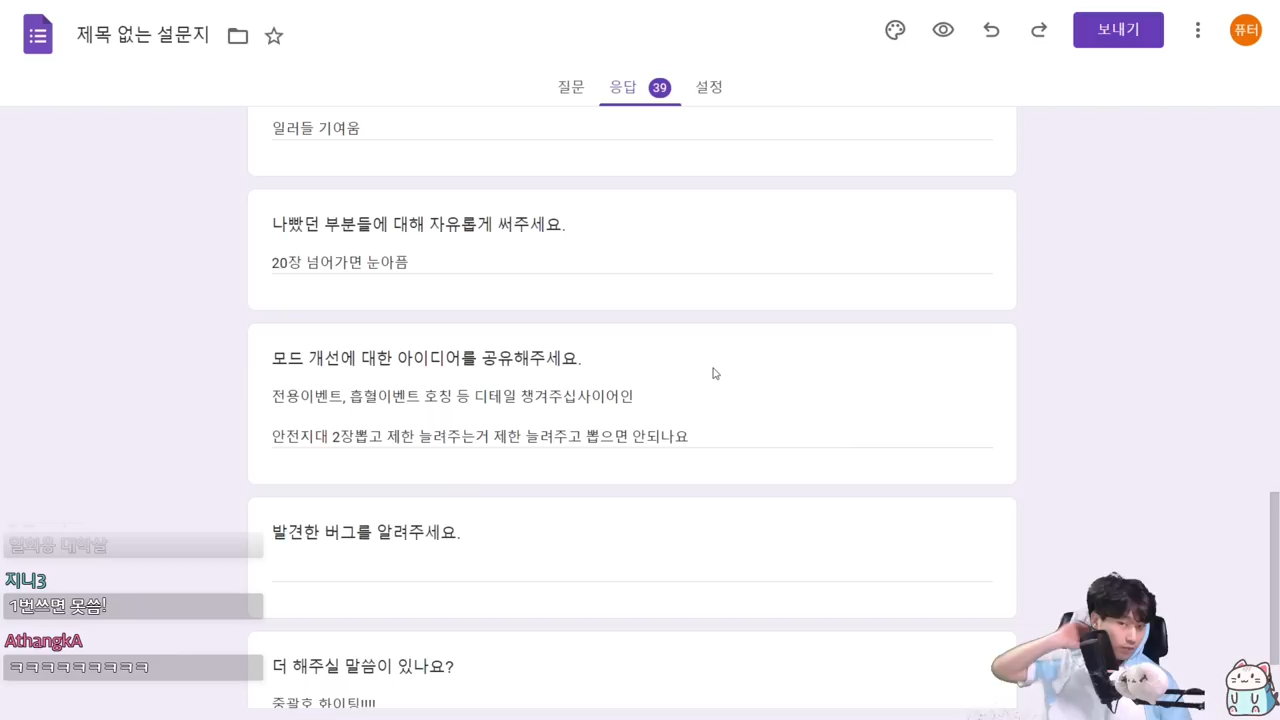 제목 없는 설문지
보내기
퓨터
질문
응답 39
설정
일러들 기여움
나빴던 부분들에 대해 자유롭게 써주세요.
20장 넘어가면 눈아픔
모드 개선에 대한 아이디어를 공유해주세요.
전용이벤트, 흡혈이벤트 호칭 등 디테일 챙겨주십사이어인
안전지대 2장뽑고 제한 늘려주는거 제한 늘려주고 뽑으면 안되나요
발견한 버그를 알려주세요.
지니3
1번쓰면 못씀!
AthangkA
ㅋㅋㅋㅋㅋㅋㅋㅋㅋ
더 해주실 말씀이 있나요?
중괄호 화이팅!!!!